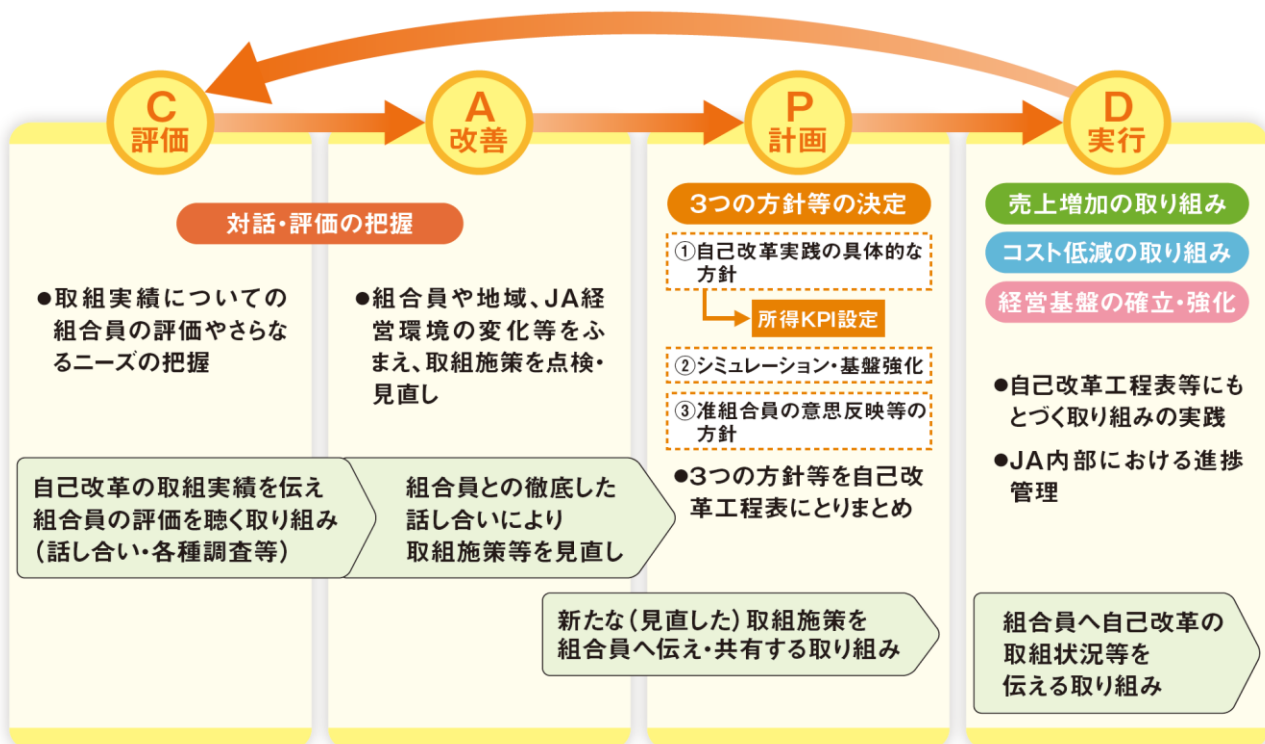 C
評価
A
改善
P
計画
D
実行
対話・評価の把握
●取組実績についての
組合員の評価やさらな
るニーズの把握
●組合員や地域、JA経
営環境の変化等をふ
まえ、取組施策を点検・
見直し
3つの方針等の決定
①自己改革実践の具体的な
方針
所得KPI設定
②シミュレーション・基盤強化
③准組合員の意思反映等の
方針
●3つの方針等を自己改
革工程表にとりまとめ
売上増加の取り組み
コスト低減の取り組み
経営基盤の確立・強化
●自己改革工程表等にも
とづく取り組みの実践
●JA内部における進捗
管理
自己改革の取組実績を伝え
組合員の評価を聴く取り組み
(話し合い・各種調査等)
組合員との徹底した
話し合いにより
取組施策等を見直し
新たな(見直した)取組施策を
組合員へ伝え・共有する取り組み
組合員へ自己改革の
取組状況等を
伝える取り組み